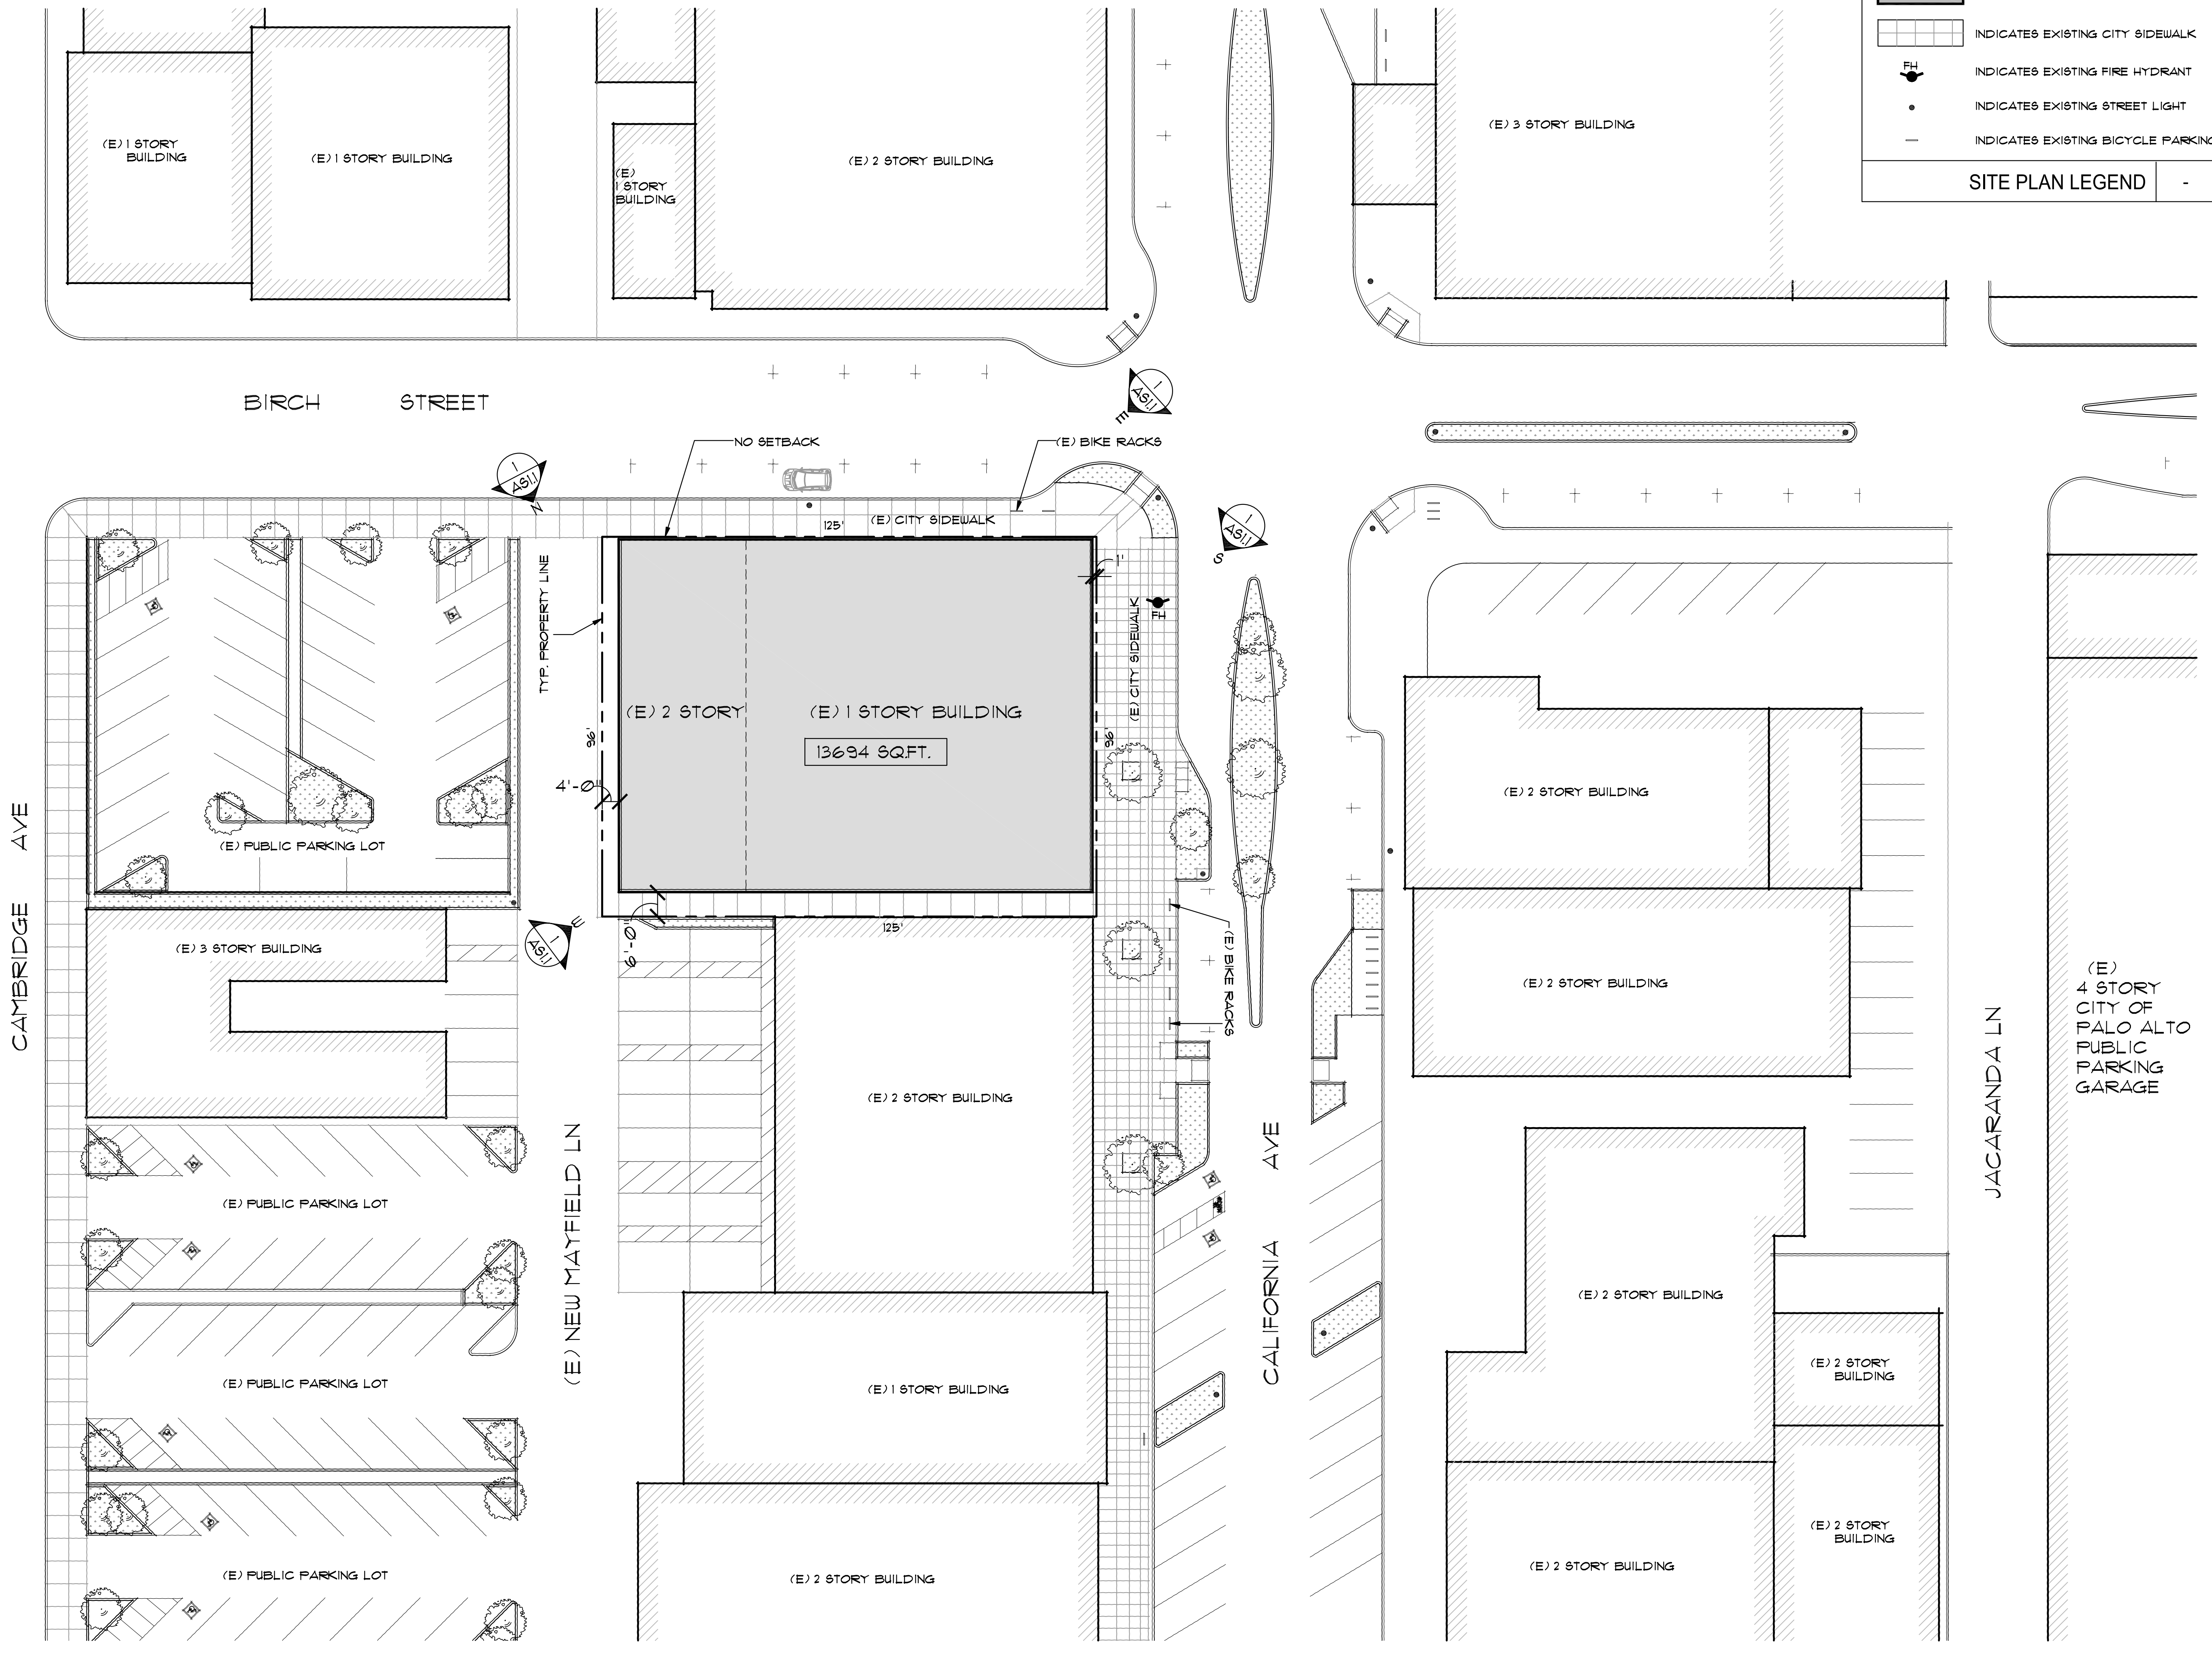 INDICATES EXISTING CITY SIDEWALK
FH
INDICATES EXISTING FIRE HYDRANT
INDICATES EXISTING STREET LIGHT
INDICATES EXISTING BICYCLE PARKING
SITE PLAN LEGEND -
(E) 1 STORY
BUILDING
(E) 1 STORY BUILDING
(E)
1 STORY
BUILDING
(E) 2 STORY BUILDING
(E) 3 STORY BUILDING
BIRCH STREET
1
AS1.1
E
NO SETBACK
(E) BIKE RACKS
1
AS1.1
N
125'
(E) CITY SIDEWALK
1
AS1.1
S
TYP. PROPERTY LINE
1'
(E) CITY SIDEWALK
FH
(E) 2 STORY
(E) 1 STORY BUILDING
13694 SQ.FT.
96'
96'
4'-0"
(E) PUBLIC PARKING LOT
(E) 2 STORY BUILDING
CAMBRIDGE AVE
(E) 3 STORY BUILDING
1
AS1.1
6'-0"
125'
(E) BIKE RACKS
(E) 2 STORY BUILDING
(E)
4 STORY
CITY OF
PALO ALTO
PUBLIC
PARKING
GARAGE
(E) 2 STORY BUILDING
JACARANDA LN
(E) NEW MAYFIELD LN
CALIFORNIA AVE
(E) PUBLIC PARKING LOT
(E) 2 STORY BUILDING
(E) PUBLIC PARKING LOT
(E) 1 STORY BUILDING
(E) 2 STORY
BUILDING
(E) 2 STORY
BUILDING
(E) PUBLIC PARKING LOT
(E) 2 STORY BUILDING
(E) 2 STORY BUILDING